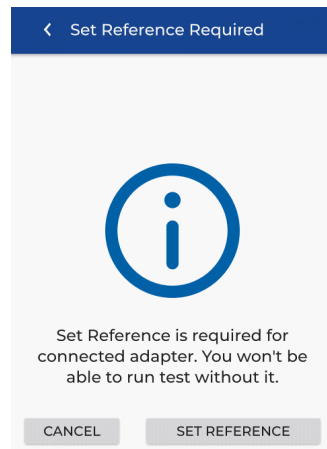 Set Reference Required
Set Reference is required for
connected adapter. You won't be
able to run test without it.
CANCEL
SET REFERENCE